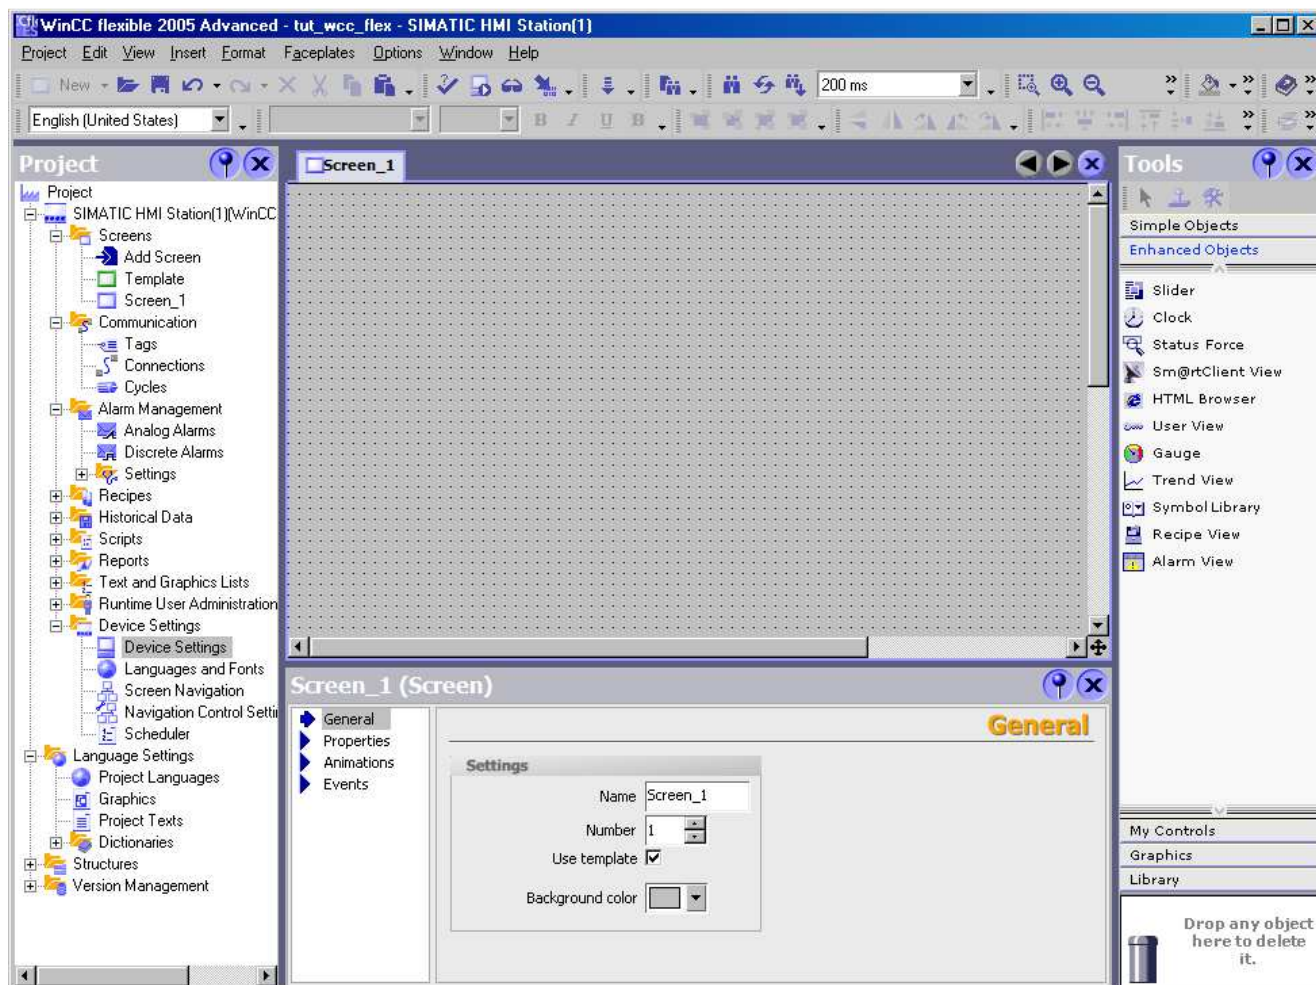 WinCC flexible 2005 Advanced - tut_wcc_flex - SIMATIC HMI Station(1)
Project Edit View Insert Format Faceplates Options Window Help
New
200 ms
English (United States)
B I U B
Project
Project
SIMATIC HMI Station(1)(WinCC
Screens
Add Screen
Template
Screen_1
Communication
Tags
Connections
Cycles
Alarm Management
Analog Alarms
Discrete Alarms
Settings
Recipes
Historical Data
Scripts
Reports
Text and Graphics Lists
Runtime User Administration
Device Settings
Device Settings
Languages and Fonts
Screen Navigation
Navigation Control Setti
Scheduler
Language Settings
Project Languages
Graphics
Project Texts
Dictionaries
Structures
Version Management
Screen_1
Screen_1 (Screen)
General
Properties
Animations
Events
General
Settings
Name Screen_1
Number 1
Use template
Background color
Tools
Simple Objects
Enhanced Objects
Slider
Clock
Status Force
Sm@rtClient View
HTML Browser
User View
Gauge
Trend View
Symbol Library
Recipe View
Alarm View
My Controls
Graphics
Library
Drop any object
here to delete
it.